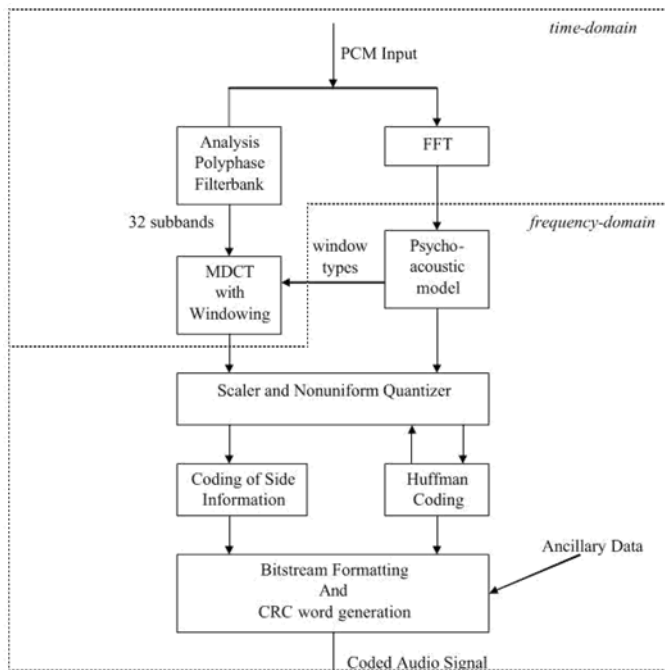 time-domain
PCM Input
Analysis
Polyphase
Filterbank
FFT
32 subbands
frequency-domain
window
types
Psycho-
acoustic
model
MDCT
with
Windowing
Scaler and Nonuniform Quantizer
Coding of Side
Information
Huffman
Coding
Ancillary Data
Bitstream Formatting
And
CRC word generation
Coded Audio Signal